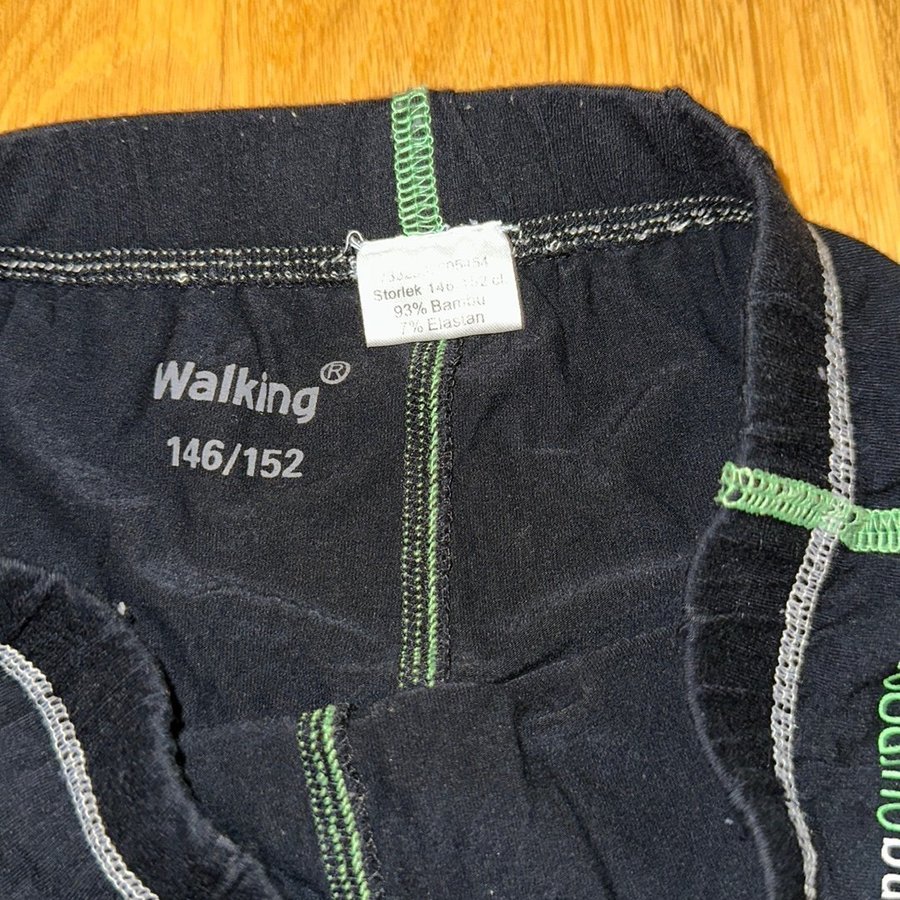 Storlek 146-152 cl
93% Bambu
7% Elastan
Walking®
146/152